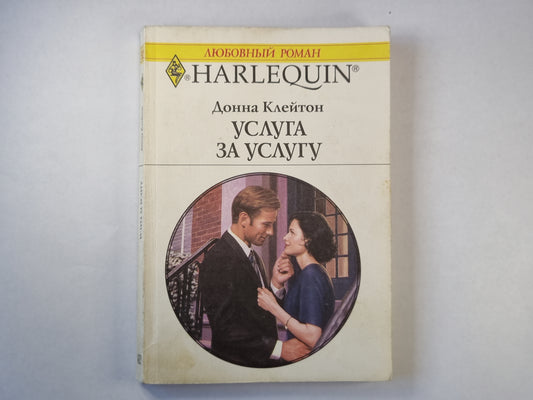 ЛЮБОВНЫЙ РОМАН
® HARLEQUIN®
Донна Клейтон
УСЛУГА
ЗА УСЛУГУ